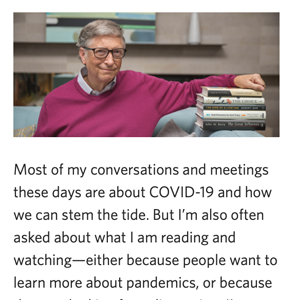 Most of my conversations and meetings
these days are about COVID-19 and how
we can stem the tide. But I’m also often
asked about what I am reading and
watching—either because people want to
learn more about pandemics, or because